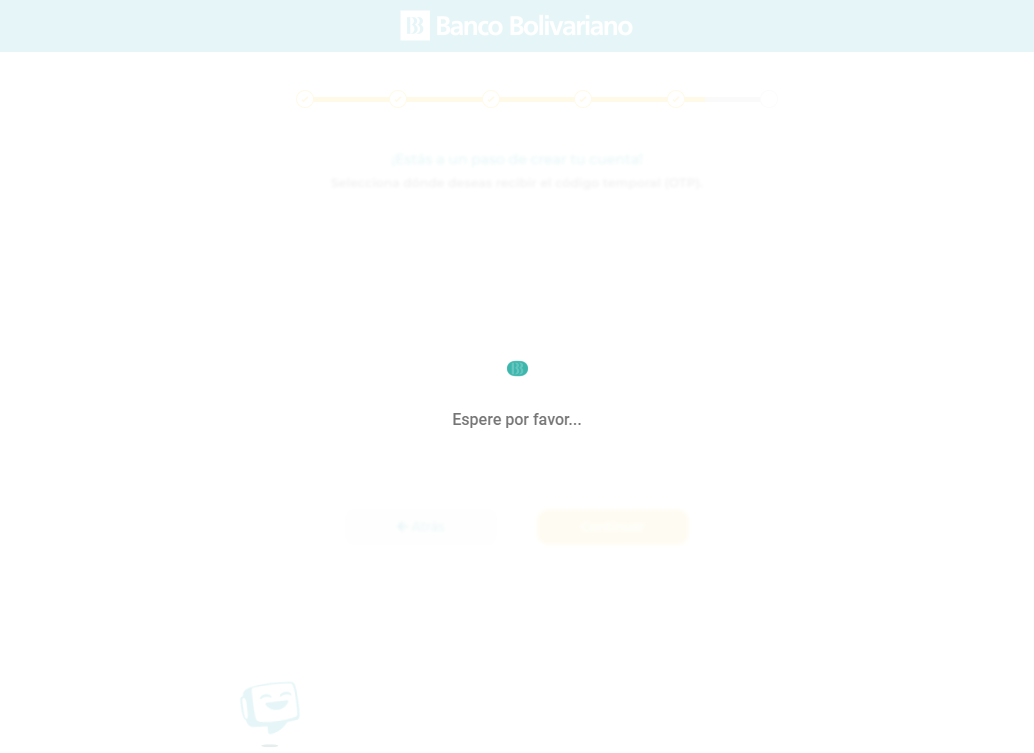 Banco Bolivariano
¡Estás a un paso de crear tu cuenta!
Selecciona dónde deseas recibir el código temporal (OTP).
Espere por favor...
Atrás